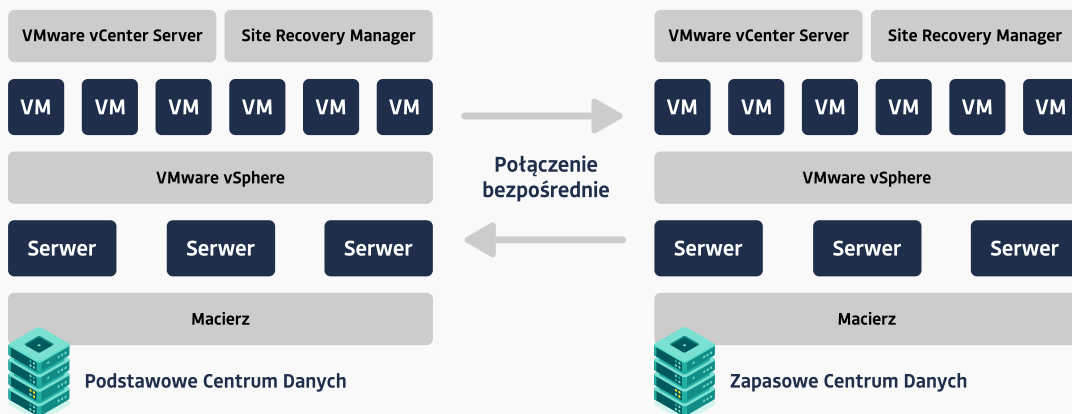 VMware vCenter Server Site Recovery Manager
VM VM VM VM VM VM
VMware vSphere
Serwer Serwer Serwer
Macierz
Podstawowe Centrum Danych
Połączenie
bezpośrednie
VMware vCenter Server Site Recovery Manager
VM VM VM VM VM VM
VMware vSphere
Serwer Serwer Serwer
Macierz
Zapasowe Centrum Danych